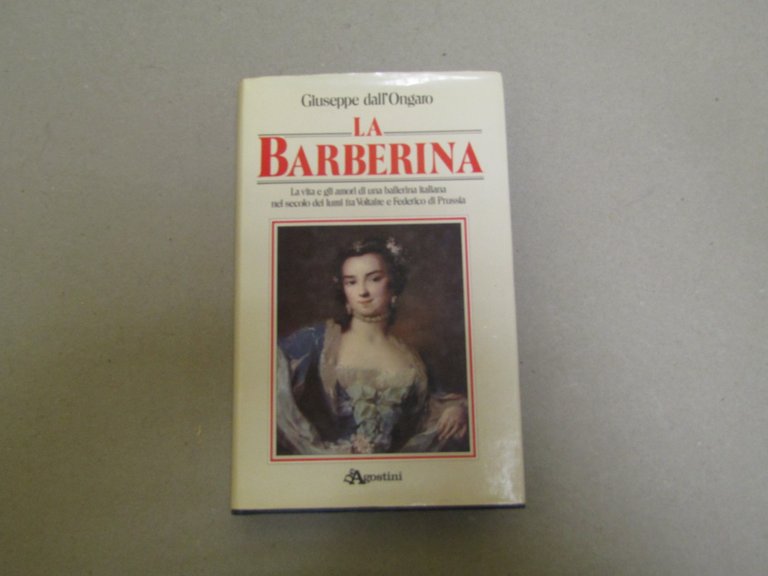 Giuseppe dall'Ongaro
LA
BARBERINA
La vita e gli amori di una ballerina italiana
nel secolo dei lumi tra Voltaire e Federico di Prussia
DeAgostini